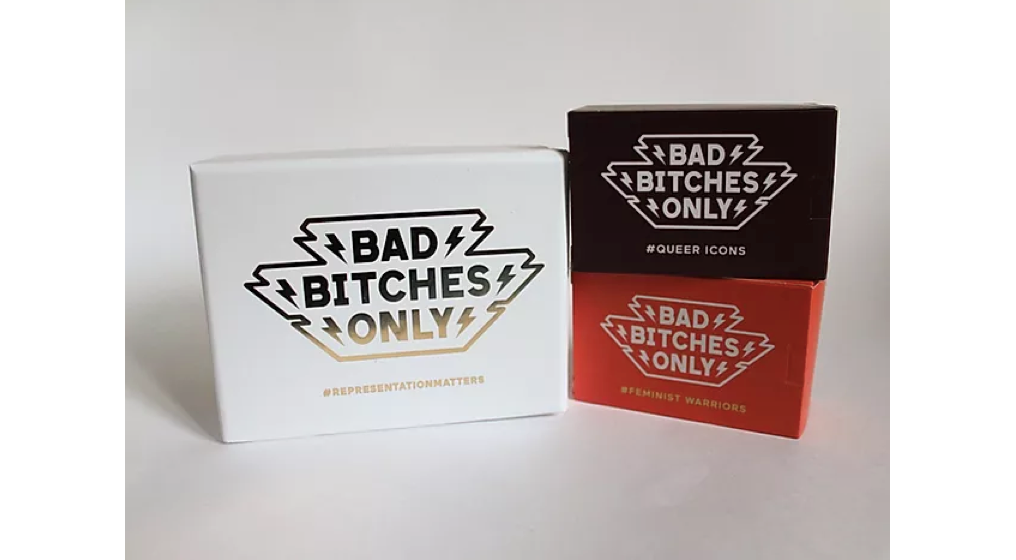 BAD
BITCHES
ONLY
#REPRESENTATIONMATTERS
BAD
BITCHES
ONLY
#QUEER ICONS
BAD
BITCHES
ONLY
#FEMINIST WARRIORS